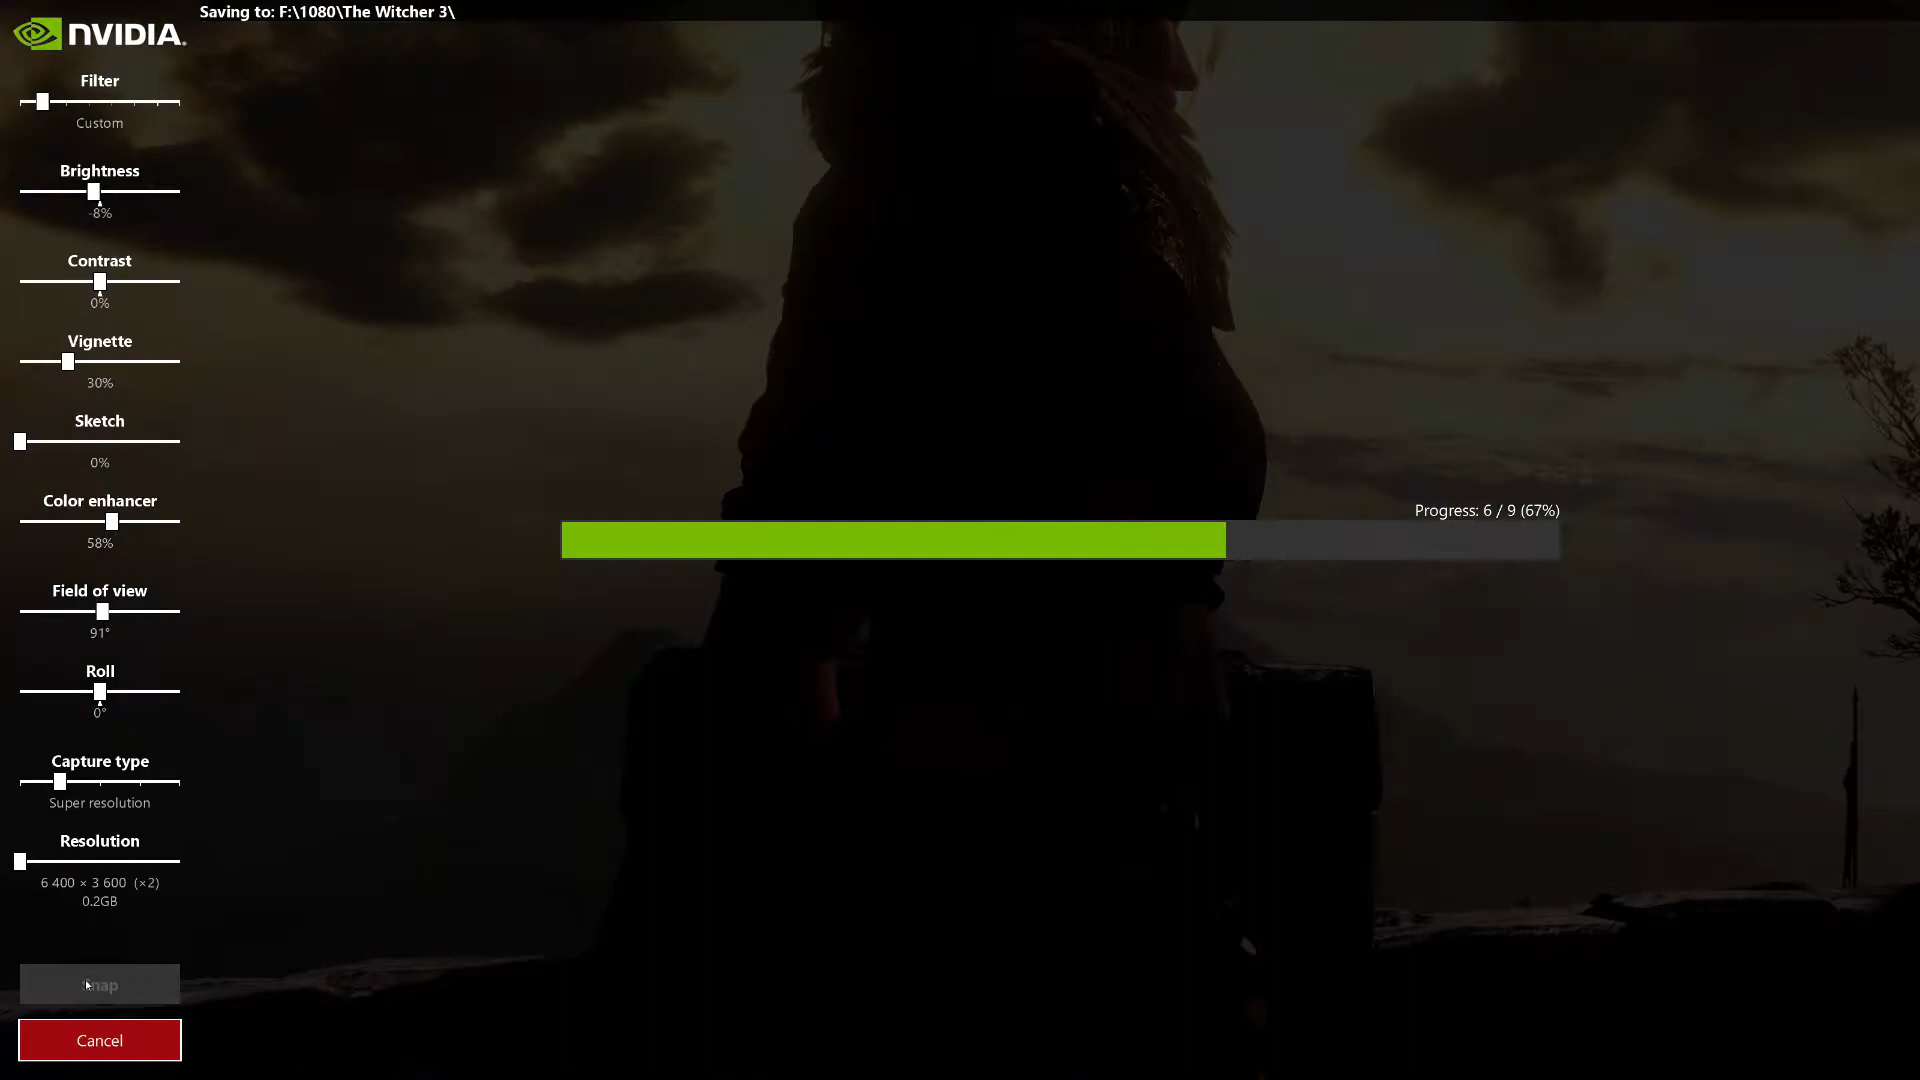 Saving to: F:\1080\The Witcher 3\
NVIDIA.
Filter
Custom
Brightness
-8%
Contrast
0%
Vignette
30%
Sketch
0%
Color enhancer
58%
Progress: 6 / 9 (67%)
Field of view
91°
Roll
0°
Capture type
Super resolution
Resolution
6 400 × 3 600 (×2)
0.2GB
Snap
Cancel